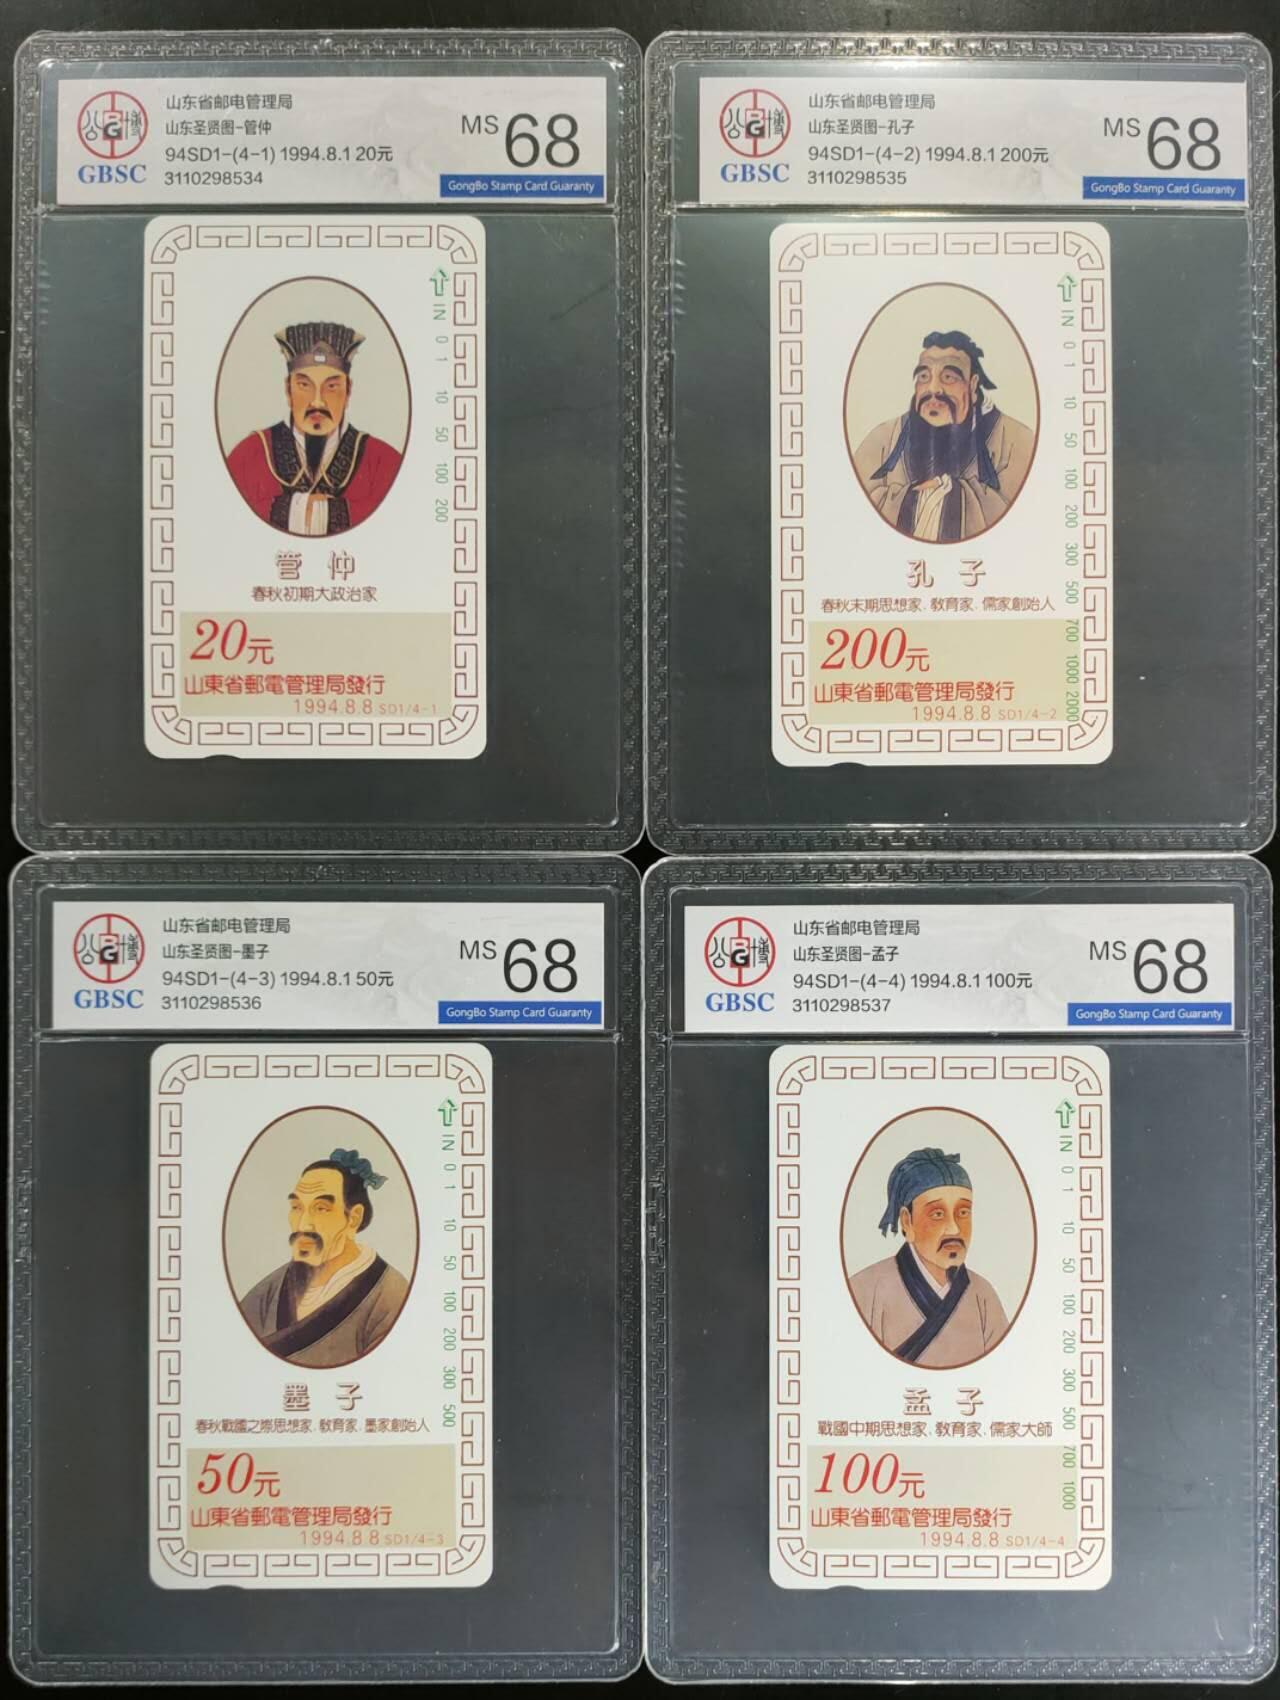 山东省邮电管理局
山东圣贤图-管仲
94SD1-(4-1) 1994.8.1 20元
3110298534
MS 68
GBSC
GongBo Stamp Card Guaranty
IN 0 1 10 50 100 200
管仲
春秋初期大政治家
20元
山東省郵電管理局發行
1994.8.8 SD1/4-1
山东省邮电管理局
山东圣贤图-孔子
94SD1-(4-2) 1994.8.1 200元
3110298535
MS 68
GBSC
GongBo Stamp Card Guaranty
IN 0 1 10 50 100 200 300 500 700 1000 2000
孔子
春秋末期思想家、敎育家、儒家創始人
200元
山東省郵電管理局發行
1994.8.8 SD1/4-2
山东省邮电管理局
山东圣贤图-墨子
94SD1-(4-3) 1994.8.1 50元
3110298536
MS 68
GBSC
GongBo Stamp Card Guaranty
IN 0 1 10 50 100 200 300 500
墨子
春秋戰國之際思想家、敎育家、墨家創始人
50元
山東省郵電管理局發行
1994.8.8 SD1/4-3
山东省邮电管理局
山东圣贤图-孟子
94SD1-(4-4) 1994.8.1 100元
3110298537
MS 68
GBSC
GongBo Stamp Card Guaranty
IN 0 1 10 50 100 200 300 500 700 1000
孟子
戰國中期思想家、敎育家、儒家大師
100元
山東省郵電管理局發行
1994.8.8 SD1/4-4